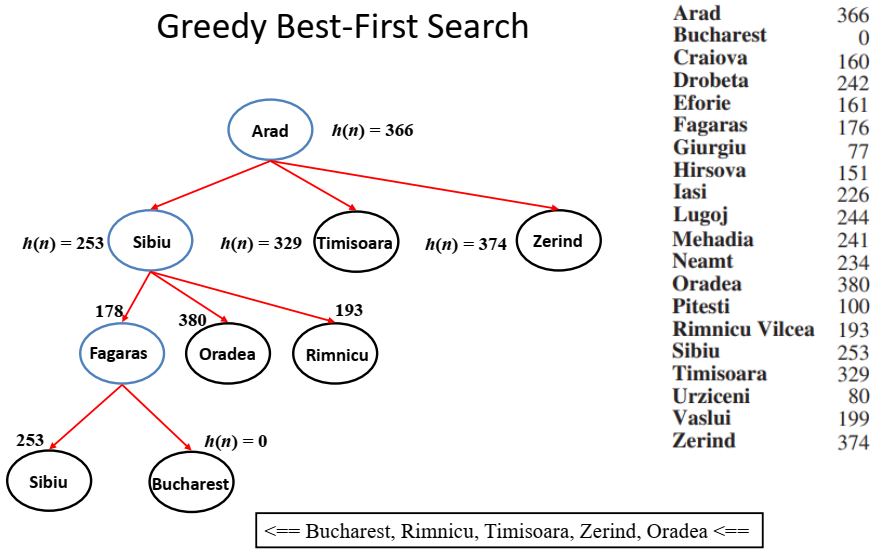 Greedy Best-First Search
Arad h(n) = 366
h(n) = 253 Sibiu h(n) = 329 Timisoara h(n) = 374 Zerind
178 380 193
Fagaras Oradea Rimnicu
253 h(n) = 0
Sibiu Bucharest
<== Bucharest, Rimnicu, Timisoara, Zerind, Oradea <==
Arad 366
Bucharest 0
Craiova 160
Drobeta 242
Eforie 161
Fagaras 176
Giurgiu 77
Hirsova 151
Iasi 226
Lugoj 244
Mehadia 241
Neamt 234
Oradea 380
Pitesti 100
Rimnicu Vilcea 193
Sibiu 253
Timisoara 329
Urziceni 80
Vaslui 199
Zerind 374